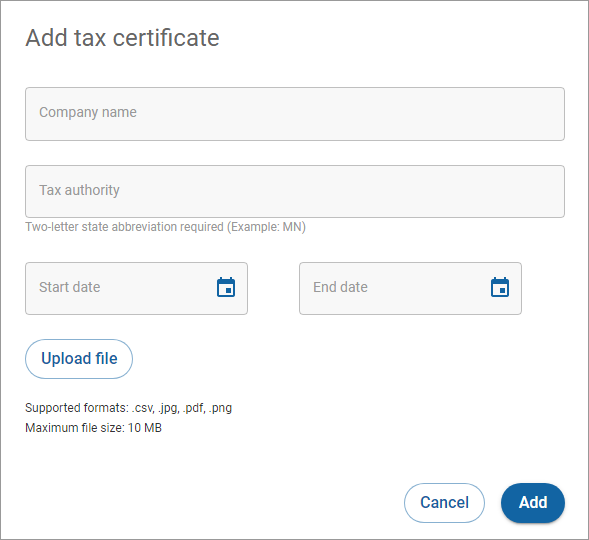 Add tax certificate
Company name
Tax authority
Two-letter state abbreviation required (Example: MN)
Start date
End date
Upload file
Supported formats: .csv, .jpg, .pdf, .png
Maximum file size: 10 MB
Cancel
Add